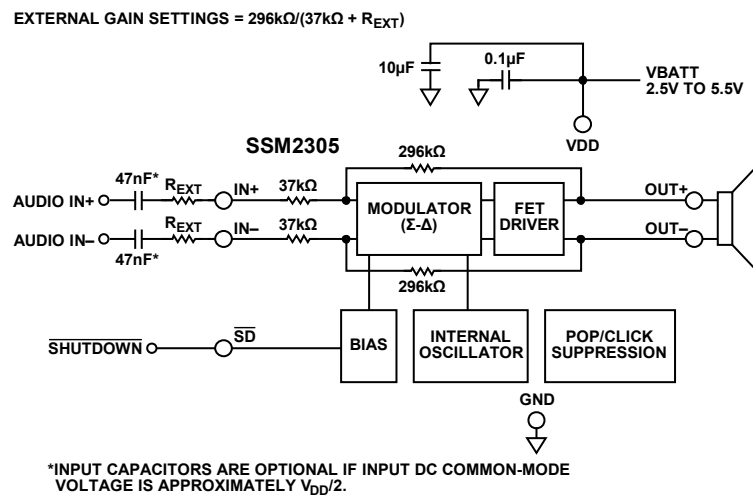 EXTERNAL GAIN SETTINGS = 296kΩ/(37kΩ + REXT)
10µF
0.1µF
VBATT
2.5V TO 5.5V
VDD
SSM2305
296kΩ
47nF*
REXT
IN+
37kΩ
AUDIO IN+
OUT+
MODULATOR
(Σ-Δ)
FET
DRIVER
REXT
IN–
37kΩ
AUDIO IN–
OUT–
47nF*
296kΩ
SHUTDOWN
SD
BIAS
INTERNAL
OSCILLATOR
POP/CLICK
SUPPRESSION
GND
*INPUT CAPACITORS ARE OPTIONAL IF INPUT DC COMMON-MODE
VOLTAGE IS APPROXIMATELY VDD/2.